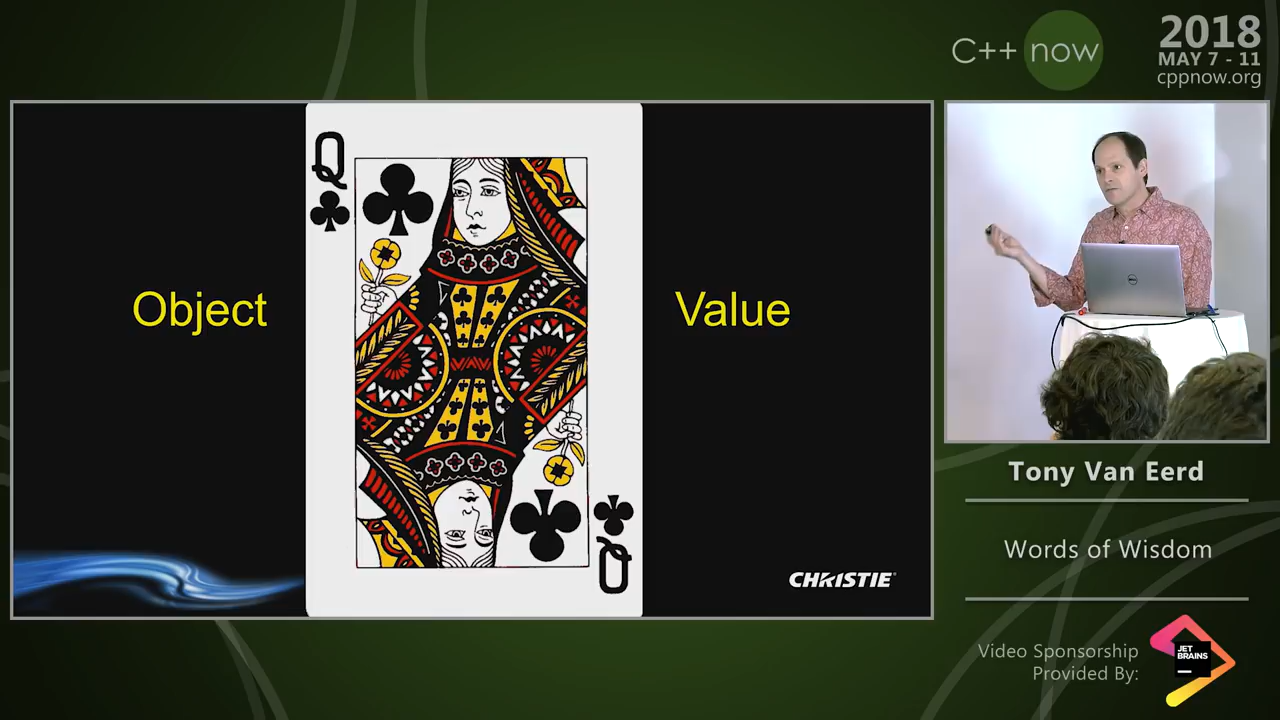 C++ now
2018
MAY 7 - 11
cppnow.org
Q
Object
Value
Q
CHRISTIE
Tony Van Eerd
Words of Wisdom
Video Sponsorship
Provided By:
JET
BRAINS